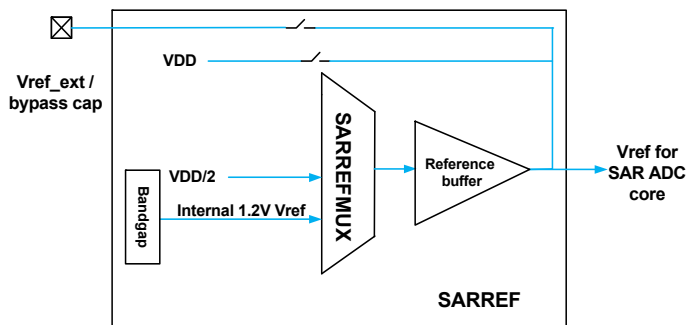 VDD
Vref_ext /
bypass cap
SARREFMUX
Reference
buffer
Vref for
SAR ADC
core
VDD/2
Bandgap
Internal 1.2V Vref
SARREF